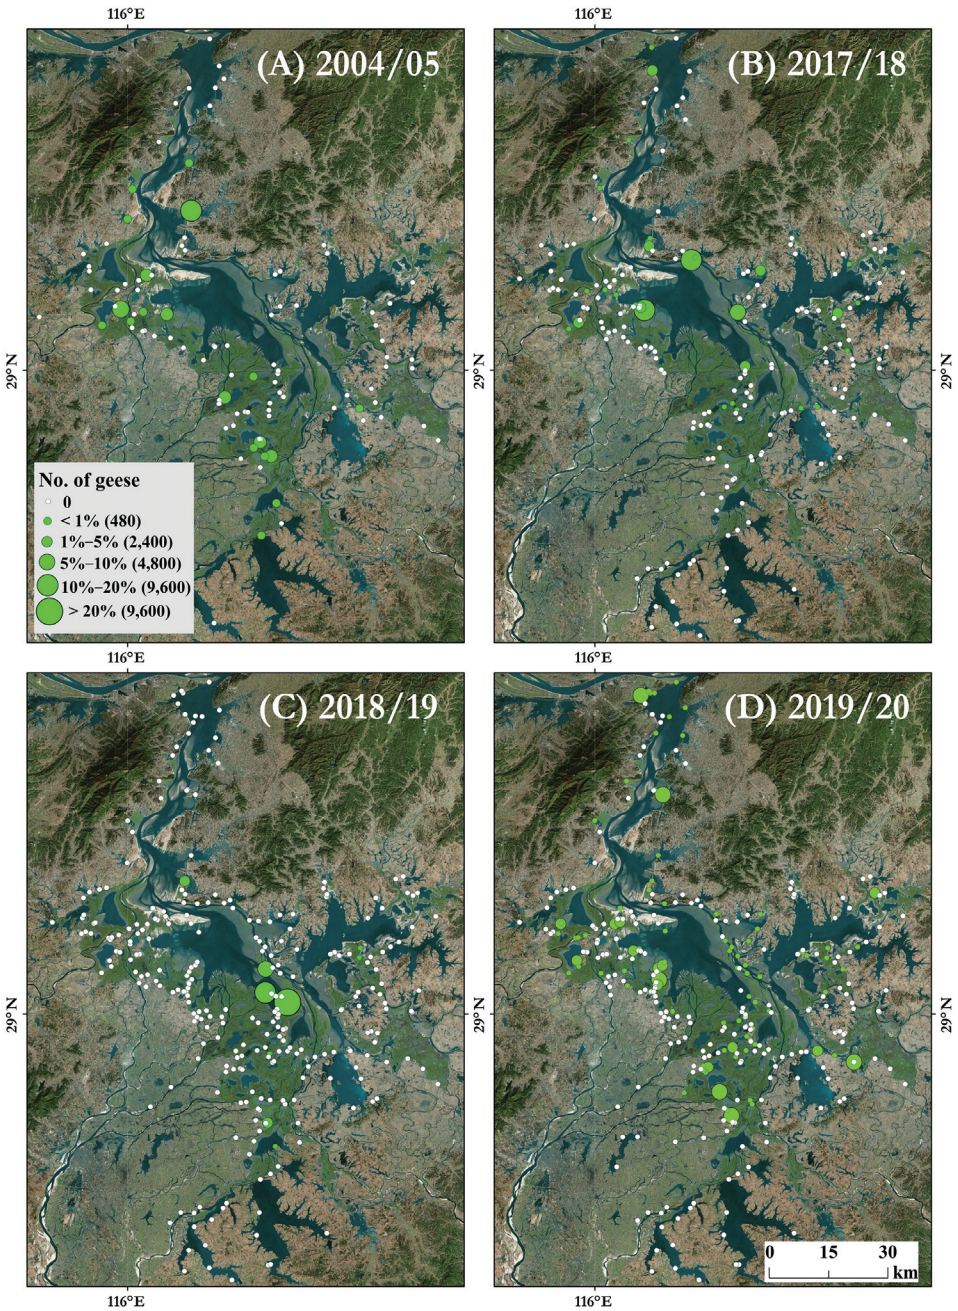 116°E
116°E
(A) 2004/05
(B) 2017/18
29°N
29°N
No. of geese
0
< 1% (480)
1%–5% (2,400)
5%–10% (4,800)
10%–20% (9,600)
> 20% (9,600)
116°E
116°E
(C) 2018/19
(D) 2019/20
29°N
29°N
0 15 30
km
116°E
116°E